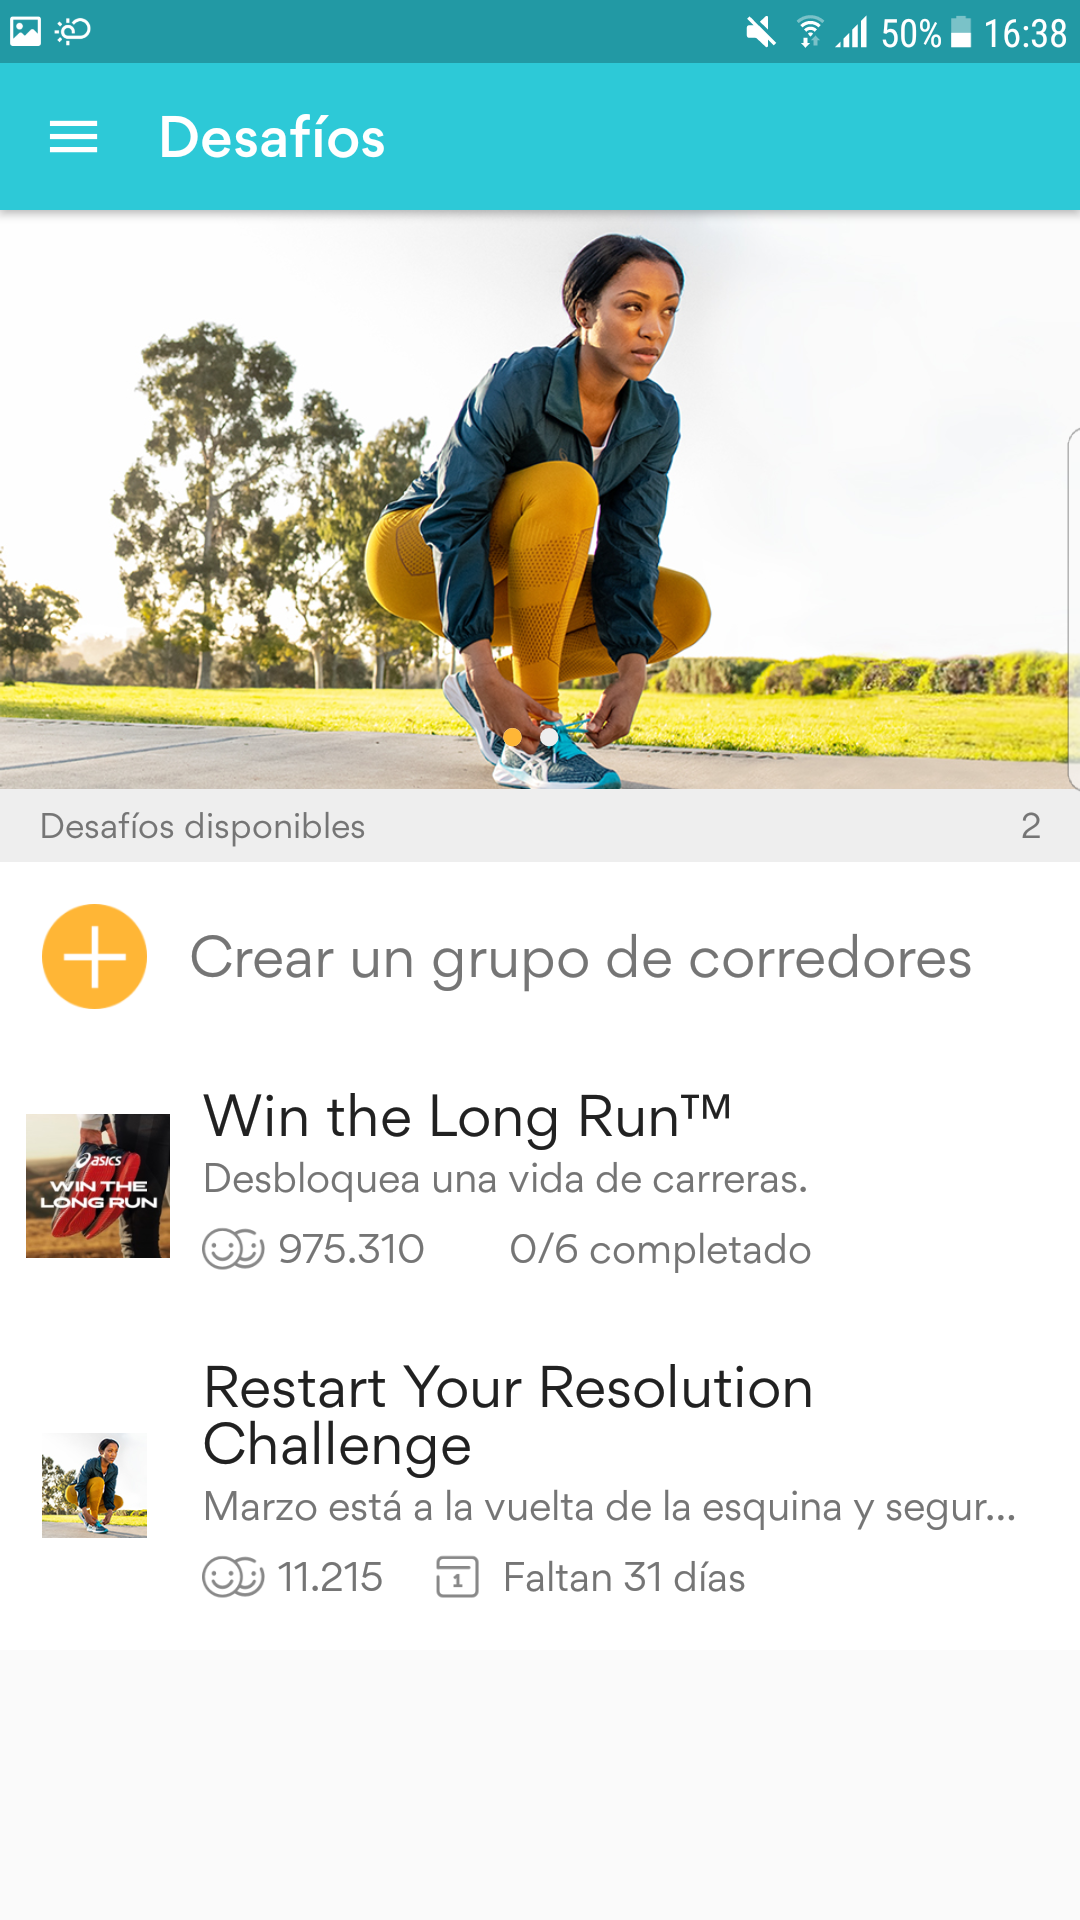 50% 16:38
Desafíos
Desafíos disponibles 2
Crear un grupo de corredores
Win the Long Run™
Desbloquea una vida de carreras.
asics
WIN THE
LONG RUN
975.310 0/6 completado
Restart Your Resolution
Challenge
Marzo está a la vuelta de la esquina y segur...
11.215 1 Faltan 31 días